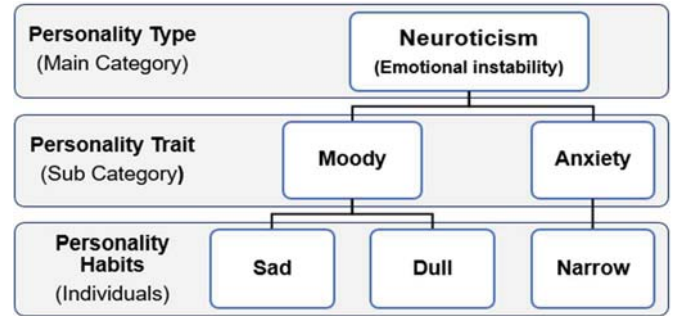 Personality Type
(Main Category)
Neuroticism
(Emotional instability)
Personality Trait
(Sub Category)
Moody
Anxiety
Personality
Habits
(Individuals)
Sad
Dull
Narrow